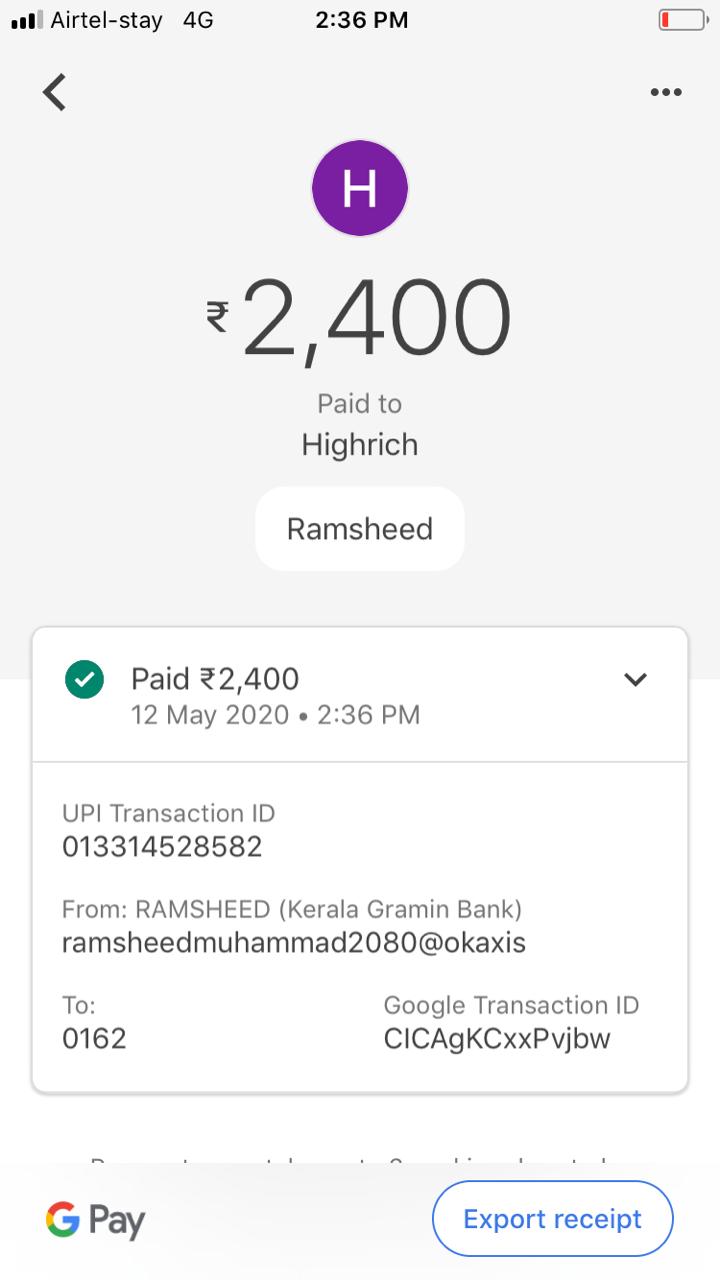 Airtel-stay 4G 2:36 PM
H
₹2,400
Paid to
Highrich
Ramsheed
Paid ₹2,400
12 May 2020 • 2:36 PM
UPI Transaction ID
013314528582
From: RAMSHEED (Kerala Gramin Bank)
ramsheedmuhammad2080@okaxis
To:
0162
Google Transaction ID
CICAgKCxxPvjbw
G Pay
Export receipt